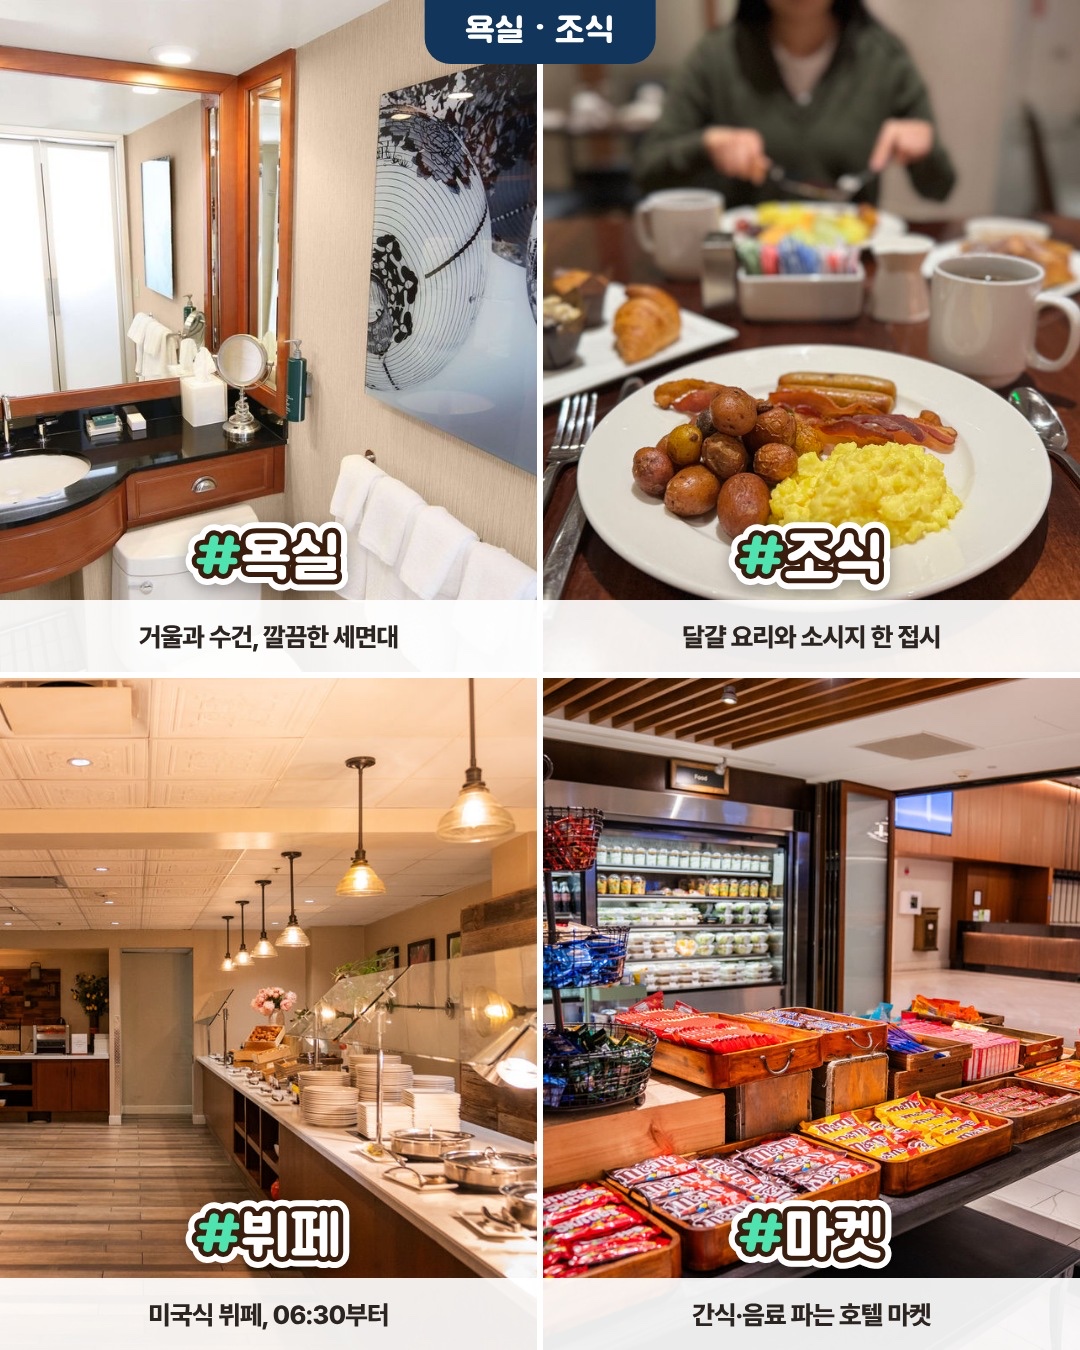 욕실 · 조식
#욕실
거울과 수건, 깔끔한 세면대
#조식
달걀 요리와 소시지 한 접시
Food
m&m's
m&m's
#뷔페
미국식 뷔페, 06:30부터
#마켓
간식·음료 파는 호텔 마켓